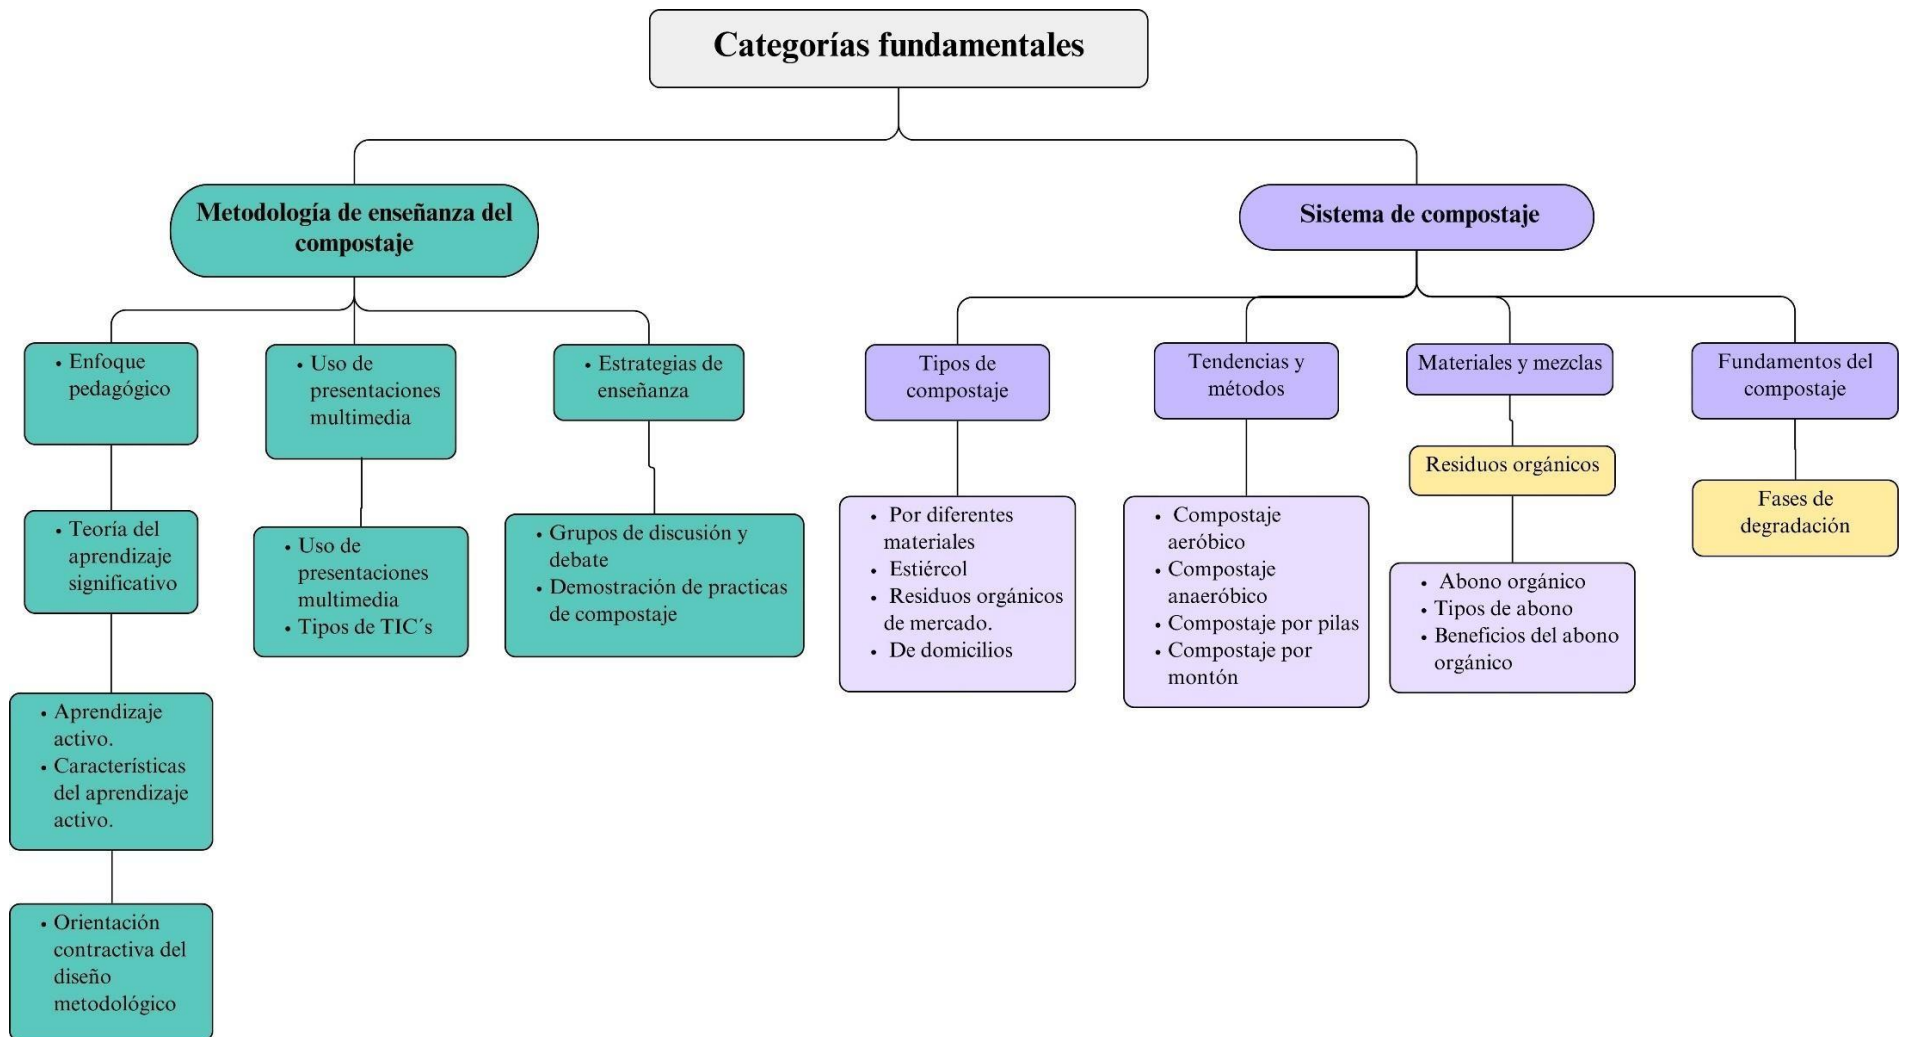 Categorías fundamentales
Metodología de enseñanza del
compostaje
Sistema de compostaje
• Enfoque
pedagógico
• Uso de
presentaciones
multimedia
• Estrategias de
enseñanza
Tipos de
compostaje
Tendencias y
métodos
Materiales y mezclas
Fundamentos del
compostaje
• Teoría del
aprendizaje
significativo
• Uso de
presentaciones
multimedia
• Tipos de TIC´s
• Grupos de discusión y
debate
• Demostración de practicas
de compostaje
• Por diferentes
materiales
• Estiércol
• Residuos orgánicos
de mercado.
• De domicilios
• Compostaje
aeróbico
• Compostaje
anaeróbico
• Compostaje por pilas
• Compostaje por
montón
Residuos orgánicos
• Abono orgánico
• Tipos de abono
• Beneficios del abono
orgánico
Fases de
degradación
• Aprendizaje
activo.
• Características
del aprendizaje
activo.
• Orientación
contractiva del
diseño
metodológico